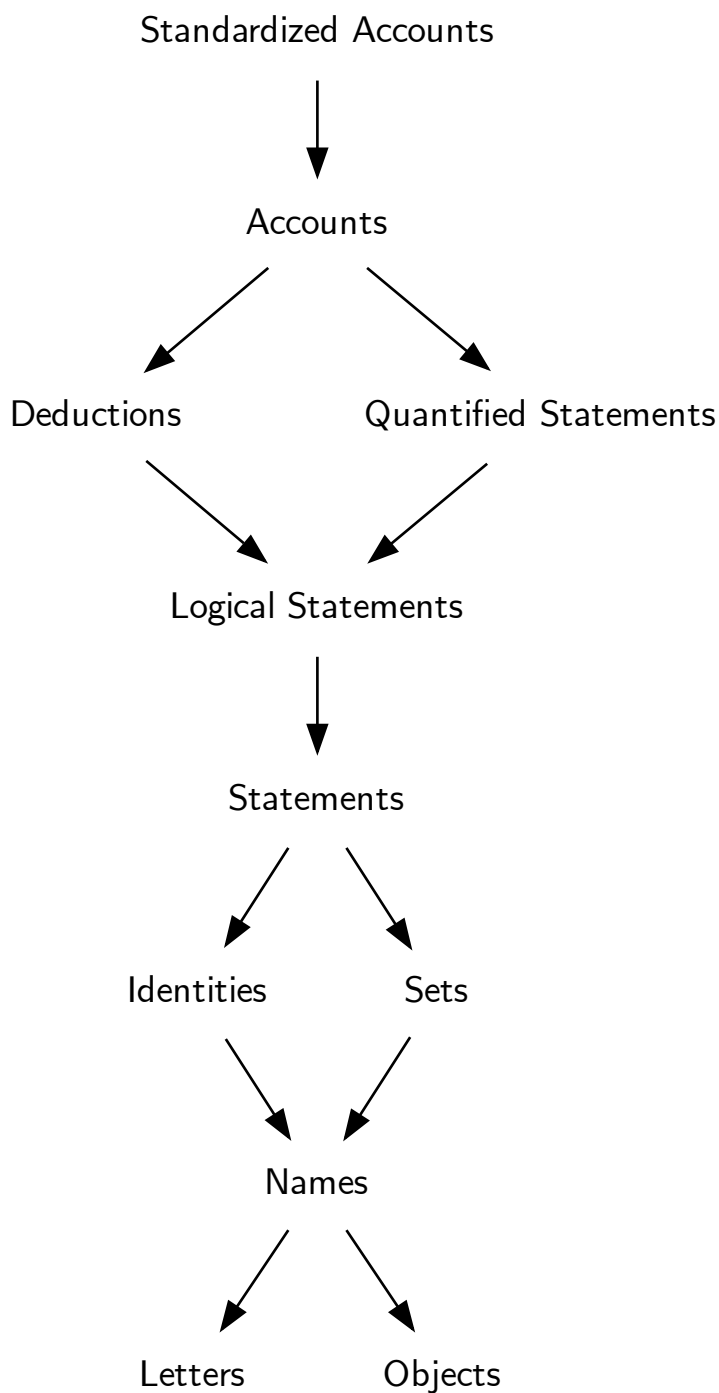 Standardized Accounts
Accounts
Deductions
Quantified Statements
Logical Statements
Statements
Identities
Sets
Names
Letters
Objects